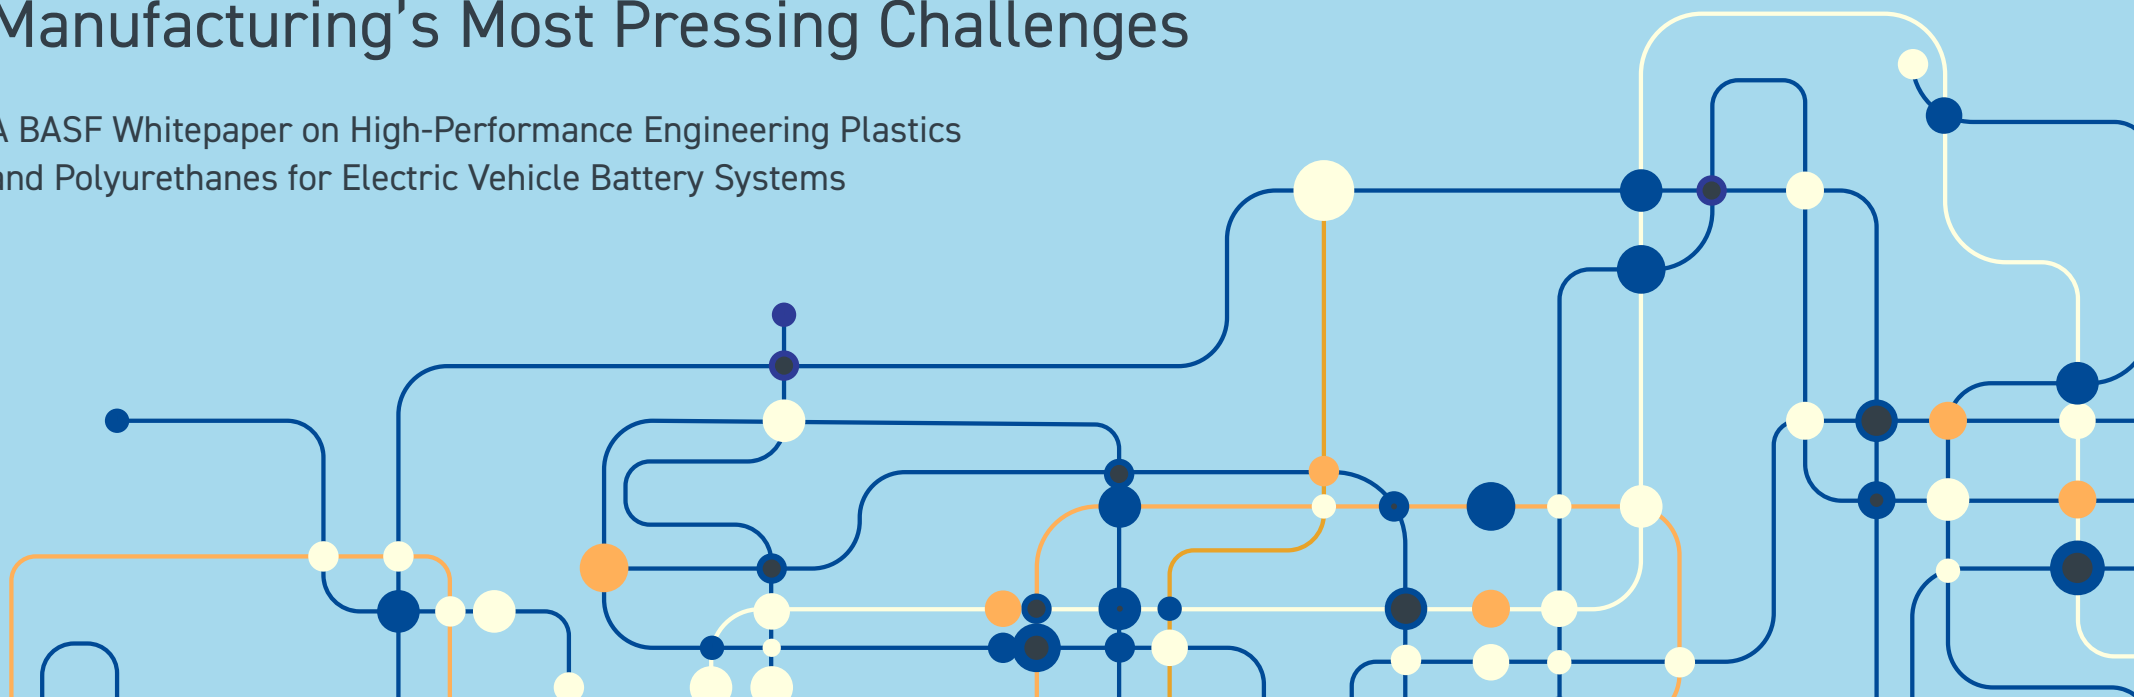 Manufacturing's Most Pressing Challenges
A BASF Whitepaper on High-Performance Engineering Plastics
and Polyurethanes for Electric Vehicle Battery Systems